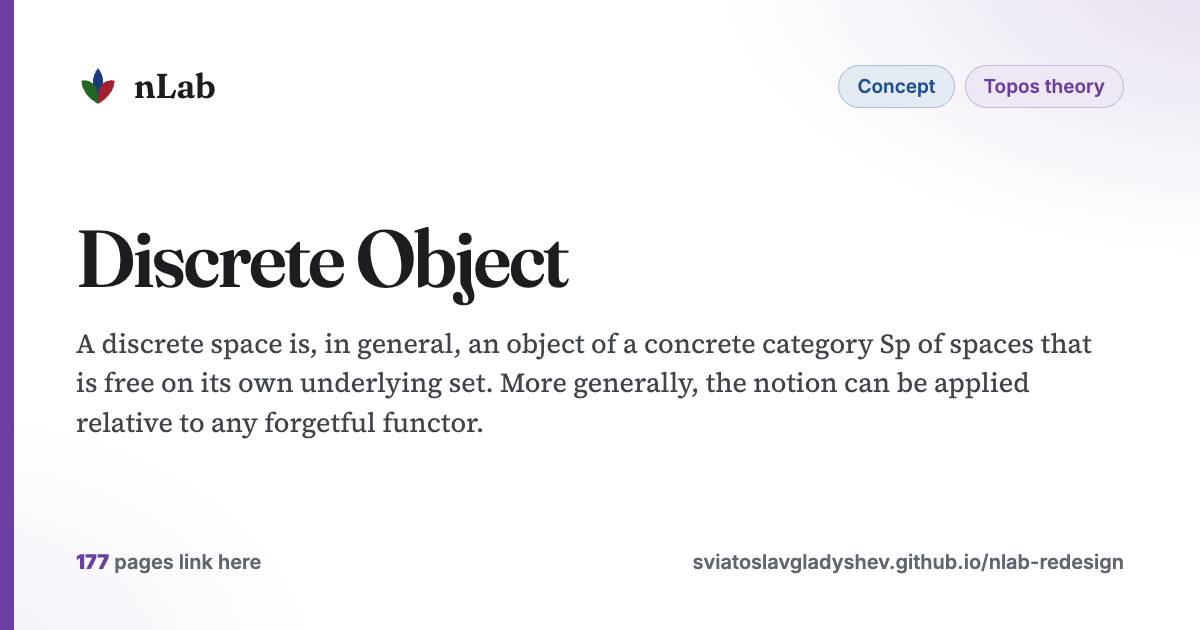 nLab
Concept
Topos theory
Discrete Object
A discrete space is, in general, an object of a concrete category Sp of spaces that
is free on its own underlying set. More generally, the notion can be applied
relative to any forgetful functor.
177 pages link here
sviatoslavgladyshev.github.io/nlab-redesign